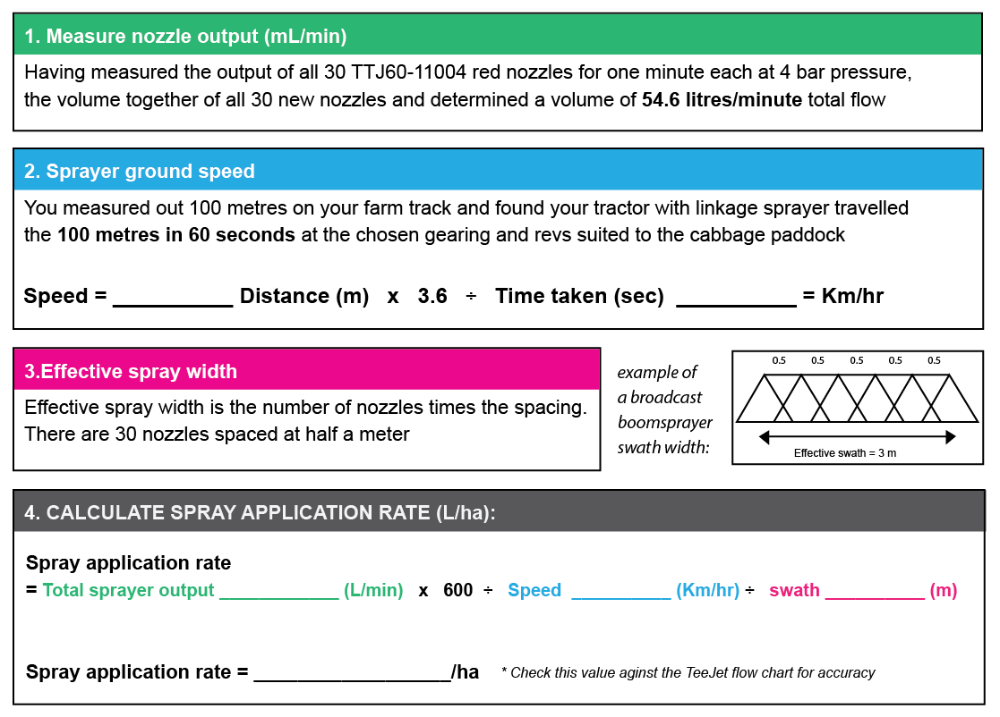 1. Measure nozzle output (mL/min)
Having measured the output of all 30 TTJ60-11004 red nozzles for one minute each at 4 bar pressure,
the volume together of all 30 new nozzles and determined a volume of 54.6 litres/minute total flow
2. Sprayer ground speed
You measured out 100 metres on your farm track and found your tractor with linkage sprayer travelled
the 100 metres in 60 seconds at the chosen gearing and revs suited to the cabbage paddock
Speed = __________ Distance (m) x 3.6 ÷ Time taken (sec) __________ = Km/hr
3.Effective spray width
Effective spray width is the number of nozzles times the spacing.
There are 30 nozzles spaced at half a meter
example of
a broadcast
boomsprayer
swath width:
0.5 0.5 0.5 0.5 0.5
Effective swath = 3 m
4. CALCULATE SPRAY APPLICATION RATE (L/ha):
Spray application rate
= Total sprayer output ____________ (L/min) x 600 ÷ Speed __________ (Km/hr) ÷ swath __________ (m)
Spray application rate = __________________/ha * Check this value aginst the TeeJet flow chart for accuracy